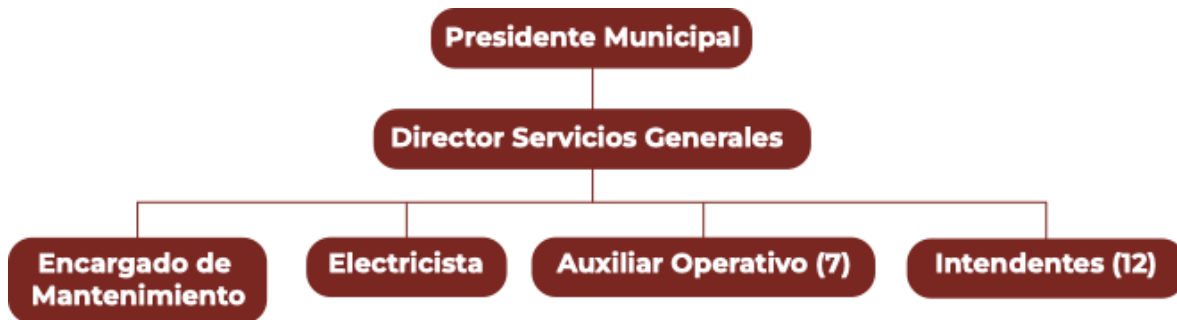 Presidente Municipal
Director Servicios Generales
Encargado de
Mantenimiento
Electricista
Auxiliar Operativo (7)
Intendentes (12)